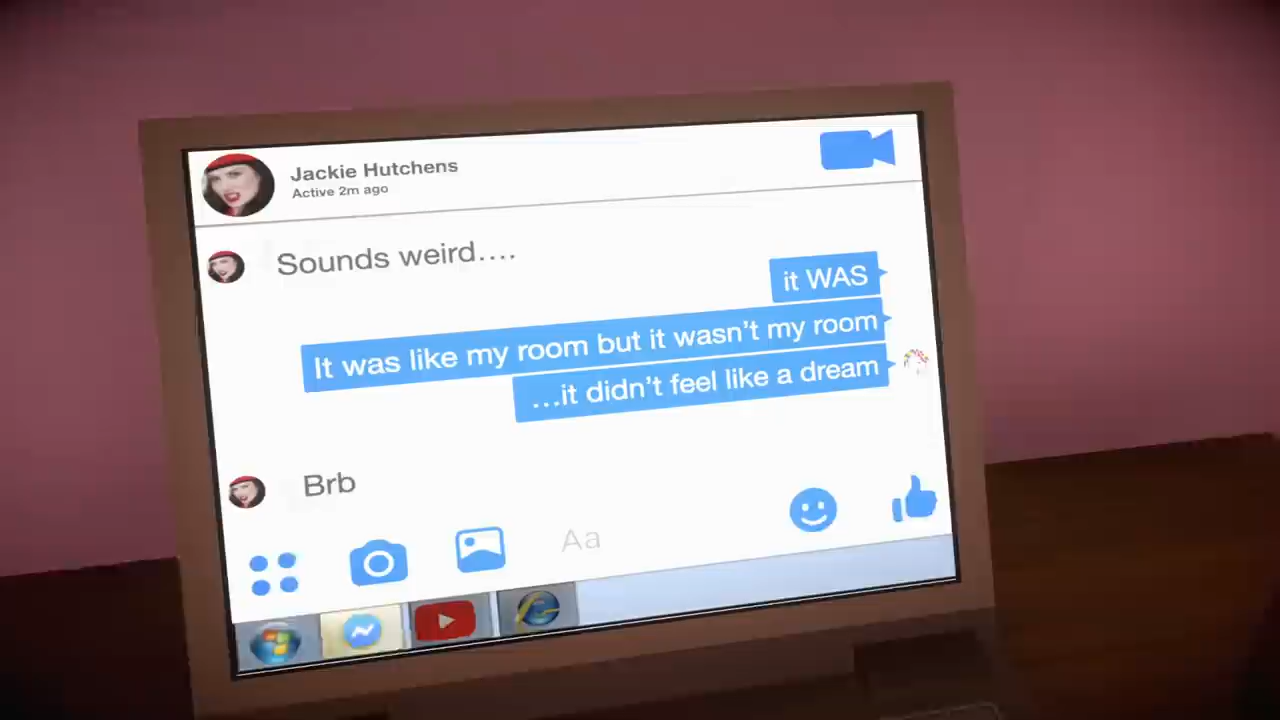 Jackie Hutchens
Active 2m ago
Sounds weird....
it WAS
It was like my room but it wasn't my room
...it didn't feel like a dream
Brb
Aa